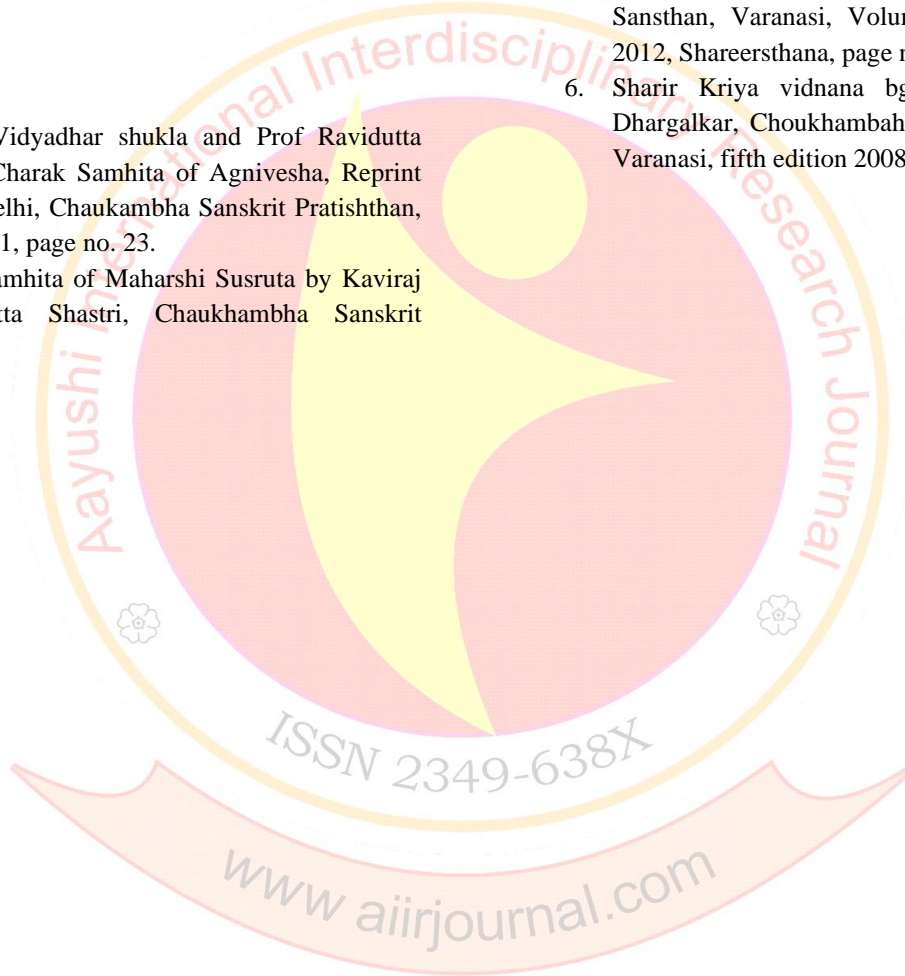 Vidyadhar shukla and Prof Ravidutta
Charak Samhita of Agnivesha, Reprint
elhi, Chaukambha Sanskrit Pratishthan,
1, page no. 23.
amhita of Maharshi Susruta by Kaviraj
tta Shastri, Chaukhambha Sanskrit
Sansthan, Varanasi, Volu
2012, Shareersthana, page
6. Sharir Kriya vidnana bg
Dhargalkar, Choukhambah
Varanasi, fifth edition 2008
Aayushi International Interdisciplinary Research Journal
ISSN 2349-638X
www aiirjournal.com